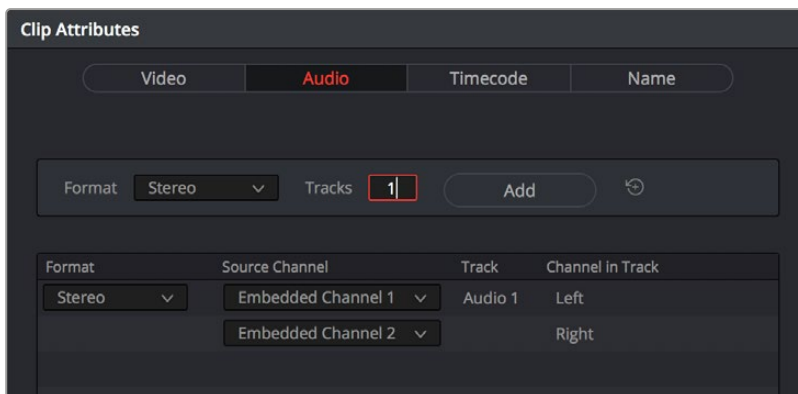 Clip Attributes
Video Audio Timecode Name
Format Stereo Tracks 1 Add
Format Source Channel Track Channel in Track
Stereo Embedded Channel 1 Audio 1 Left
Embedded Channel 2 Right